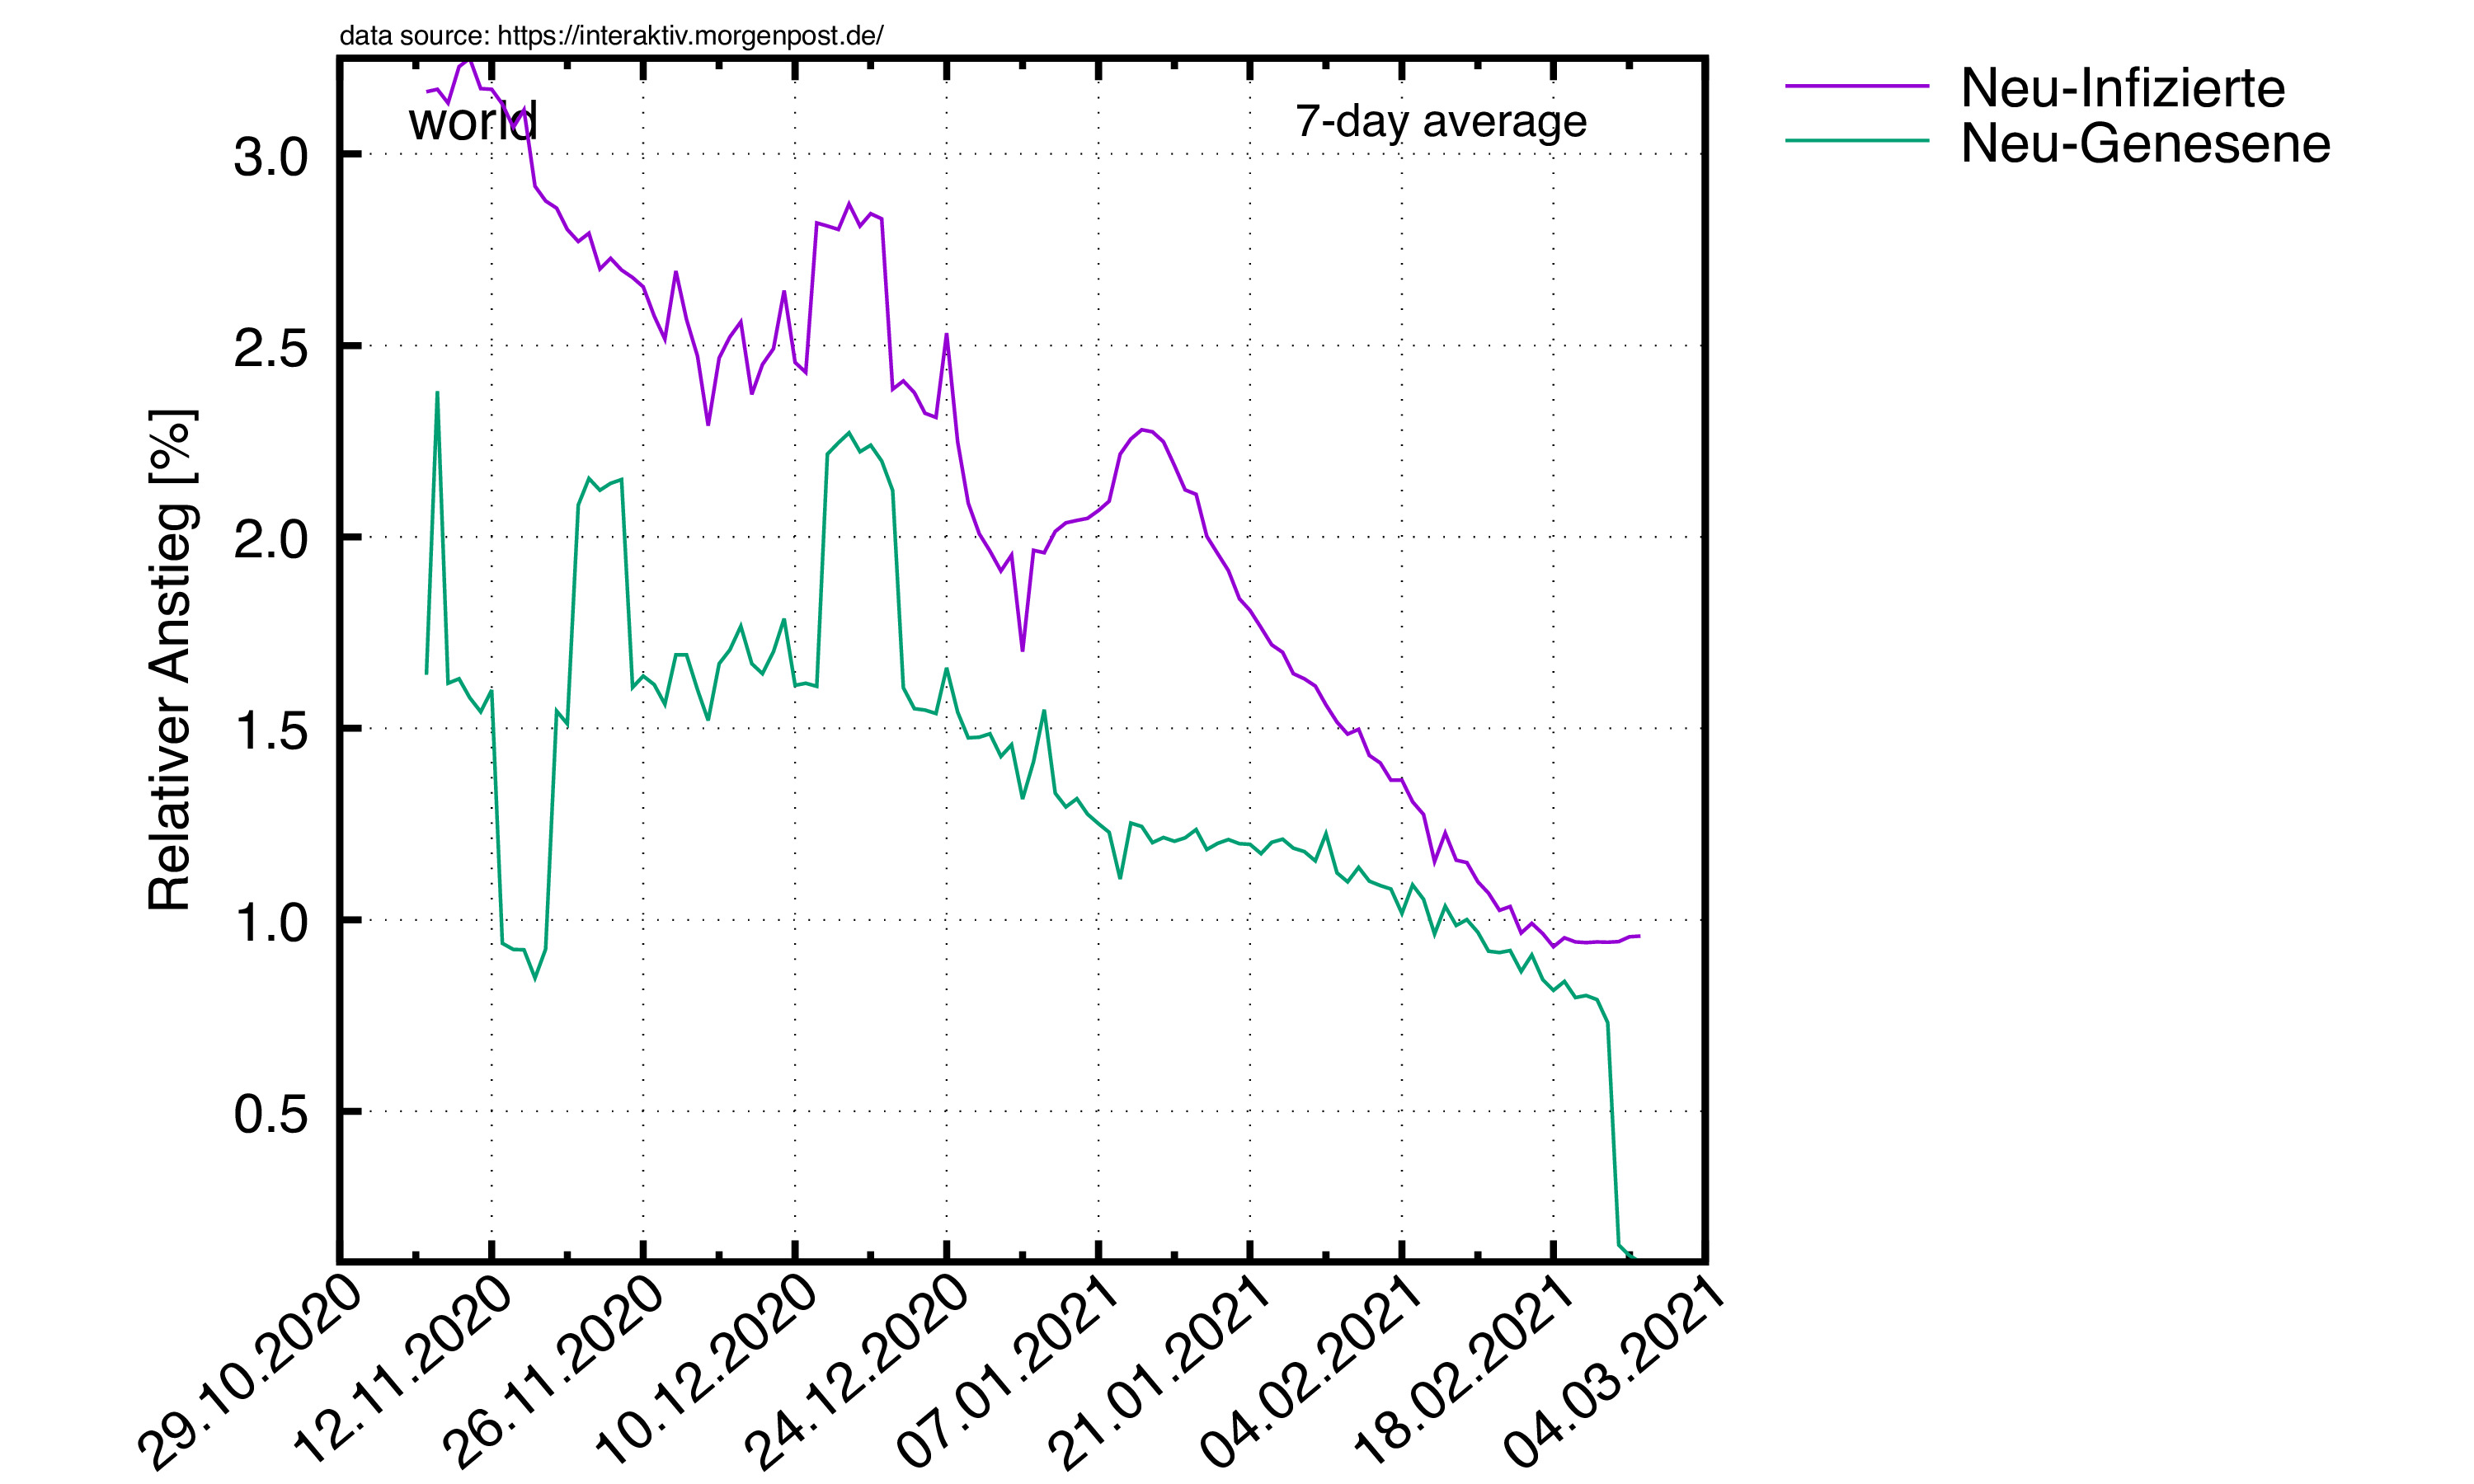 data source: https://interaktiv.morgenpost.de/
world
7-day average
Neu-Infizierte
Neu-Genesene
Relativer Anstieg [%]
3.0
2.5
2.0
1.5
1.0
0.5
29.10.2020
12.11.2020
26.11.2020
10.12.2020
24.12.2020
07.01.2021
21.01.2021
04.02.2021
18.02.2021
04.03.2021